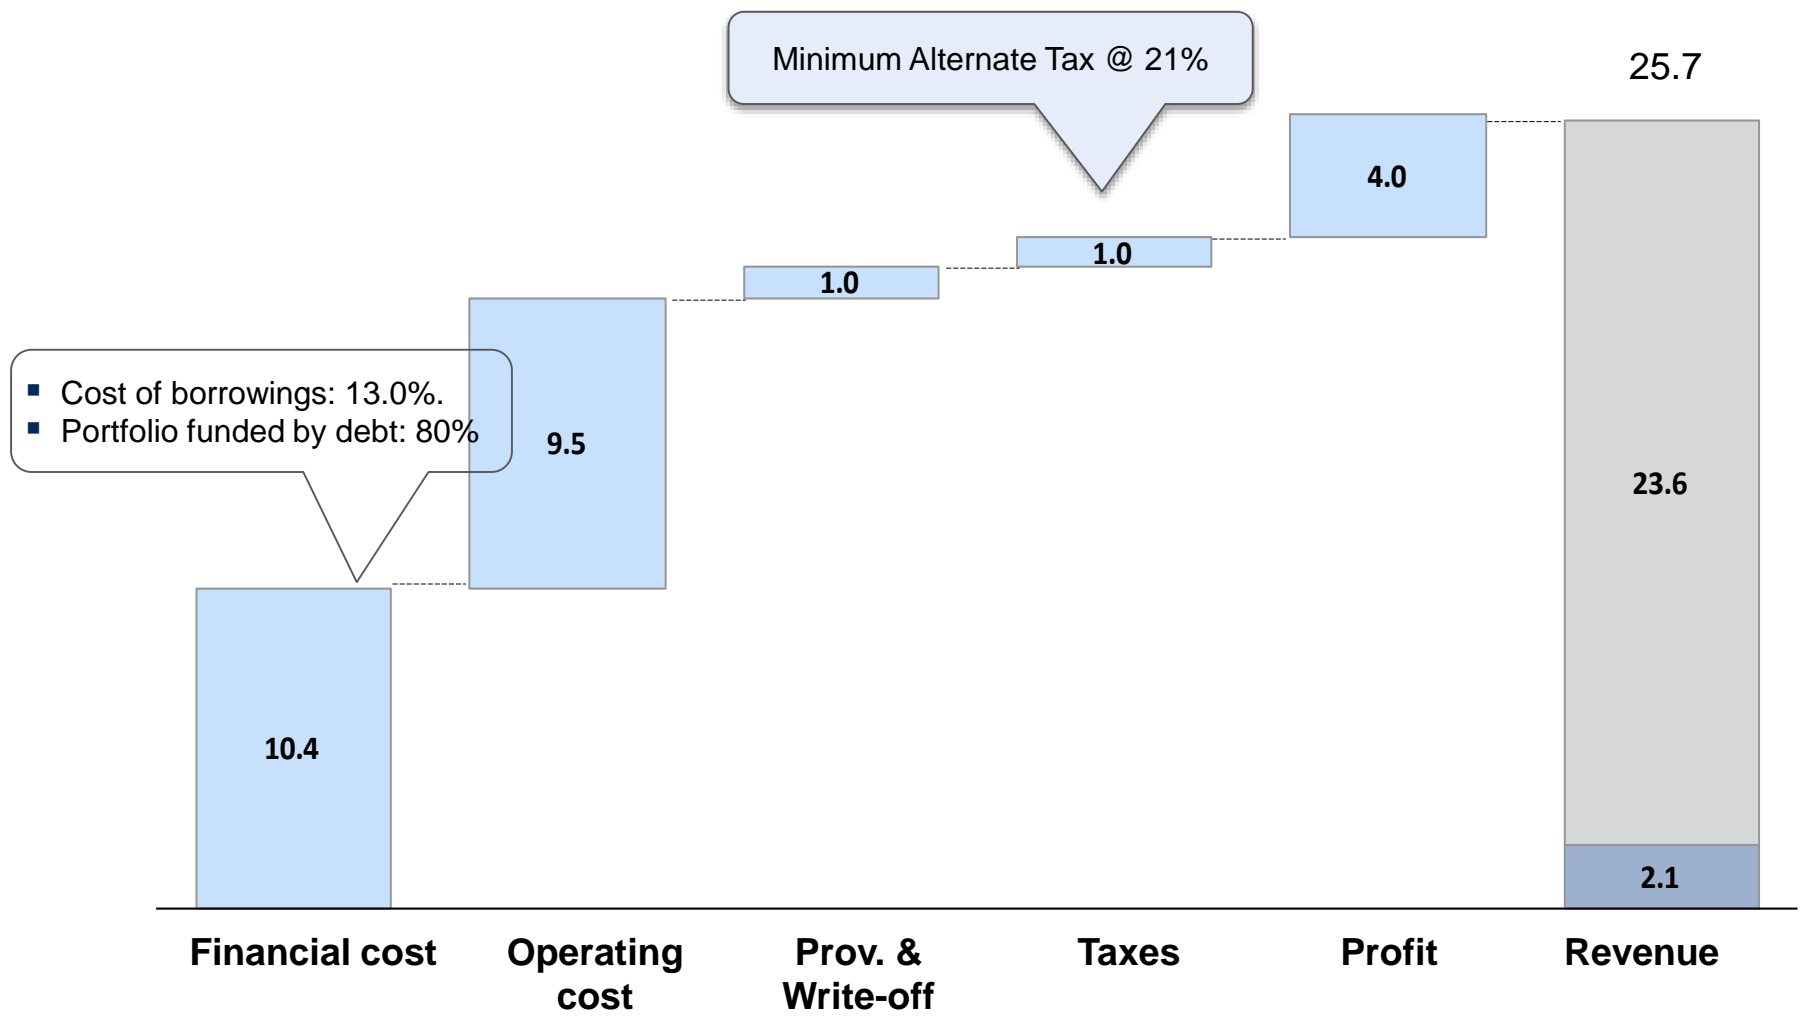 Minimum Alternate Tax @ 21%
25.7
4.0
1.0
1.0
▪ Cost of borrowings: 13.0%.
▪ Portfolio funded by debt: 80%
9.5
23.6
10.4
2.1
Financial cost
Operating
cost
Prov. &
Write-off
Taxes
Profit
Revenue